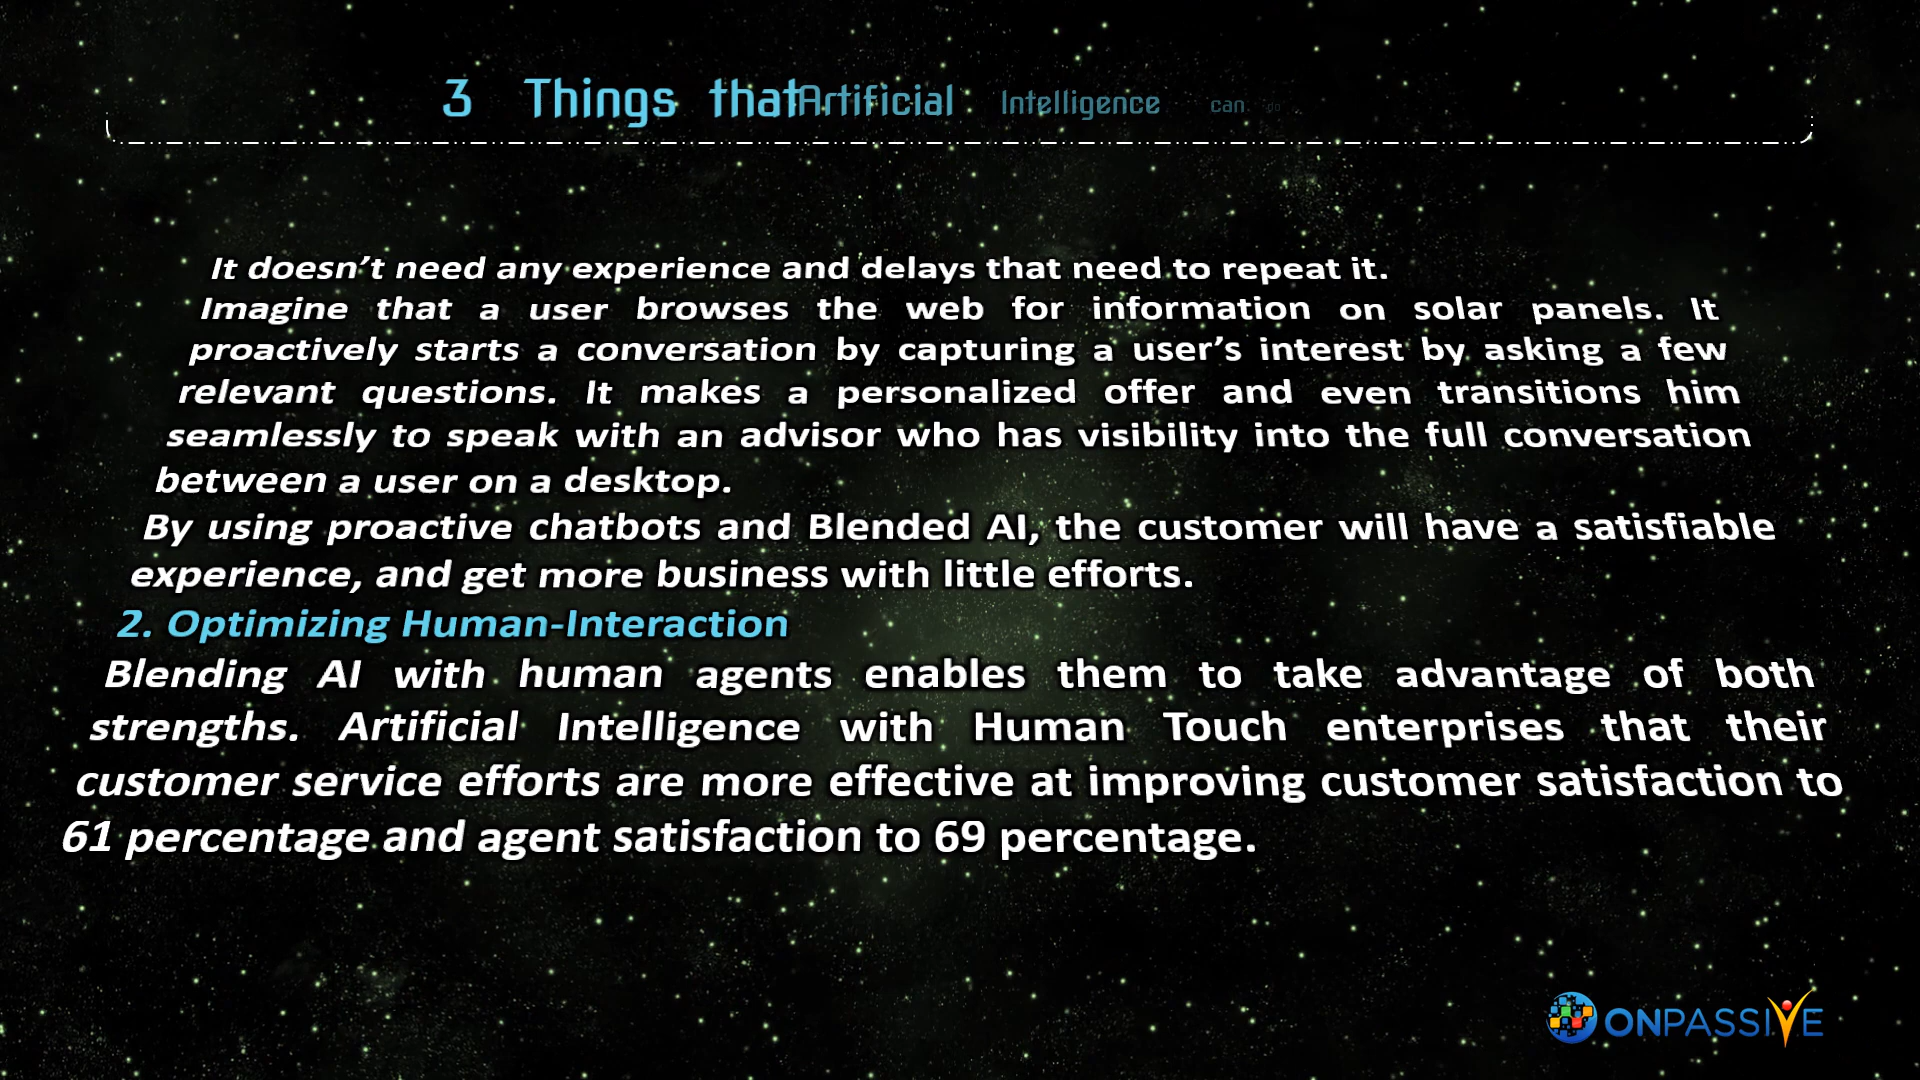 3 Things that Artificial Intelligence can do
It doesn’t need any experience and delays that need to repeat it.
Imagine that a user browses the web for information on solar panels. It
proactively starts a conversation by capturing a user’s interest by asking a few
relevant questions. It makes a personalized offer and even transitions him
seamlessly to speak with an advisor who has visibility into the full conversation
between a user on a desktop.
By using proactive chatbots and Blended AI, the customer will have a satisfiable
experience, and get more business with little efforts.
2. Optimizing Human-Interaction
Blending AI with human agents enables them to take advantage of both
strengths. Artificial Intelligence with Human Touch enterprises that their
customer service efforts are more effective at improving customer satisfaction to
61 percentage and agent satisfaction to 69 percentage.
ONPASSIVE